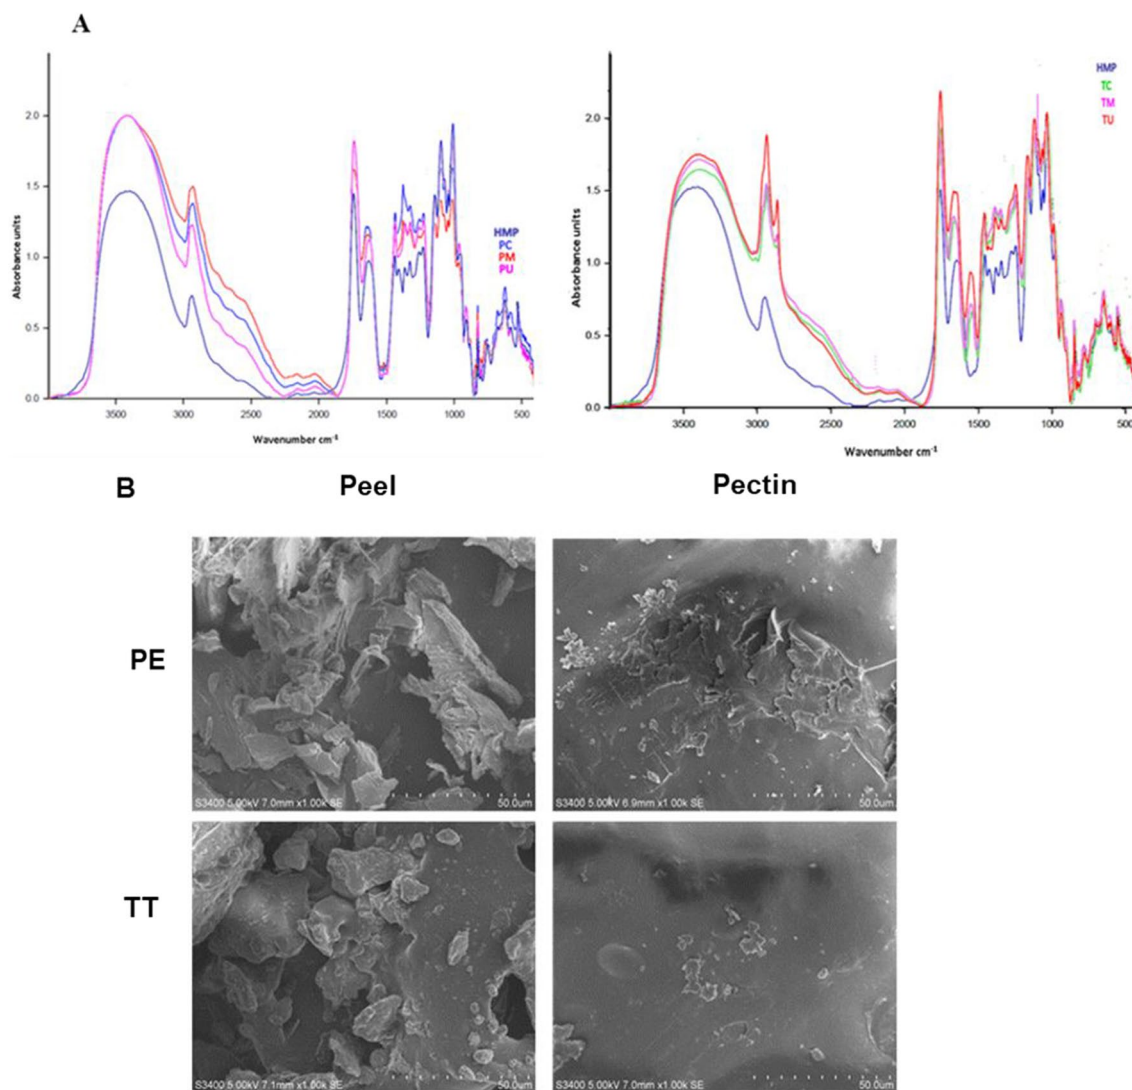 A
Absorbance units
2.0
1.5
1.0
0.5
0.0
3500 3000 2500 2000 1500 1000 500
Wavenumber cm-1
HMP
PC
PM
PU
Absorbance units
2.0
1.5
1.0
0.5
0.0
3500 3000 2500 2000 1500 1000 500
Wavenumber cm-1
HMP
TC
TM
TU
B
Peel
Pectin
PE
S3400 5.00kV 7.0mm x1.00k SE 50.0um
S3400 5.00kV 6.9mm x1.00k SE 50.0um
TT
S3400 5.00kV 7.1mm x1.00k SE 50.0um
S3400 5.00kV 7.0mm x1.00k SE 50.0um